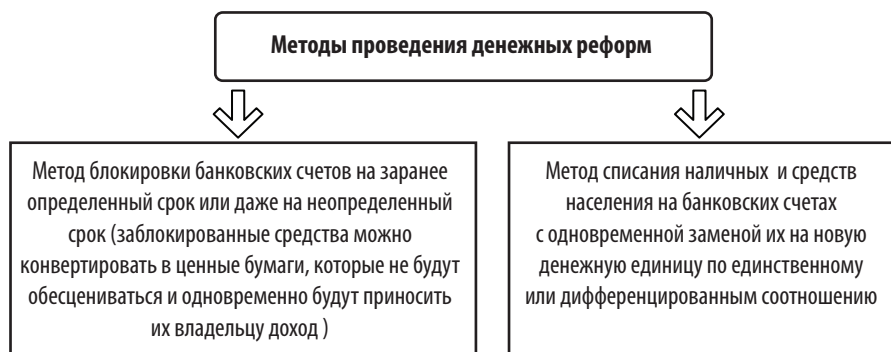 Методы проведения денежных реформ
Метод блокировки банковских счетов на заранее
определенный срок или даже на неопределенный
срок (заблокированные средства можно
конвертировать в ценные бумаги, которые не будут
обесцениваться и одновременно будут приносить
их владельцу доход )
Метод списания наличных и средств
населения на банковских счетах
с одновременной заменой их на новую
денежную единицу по единственному
или дифференцированным соотношению